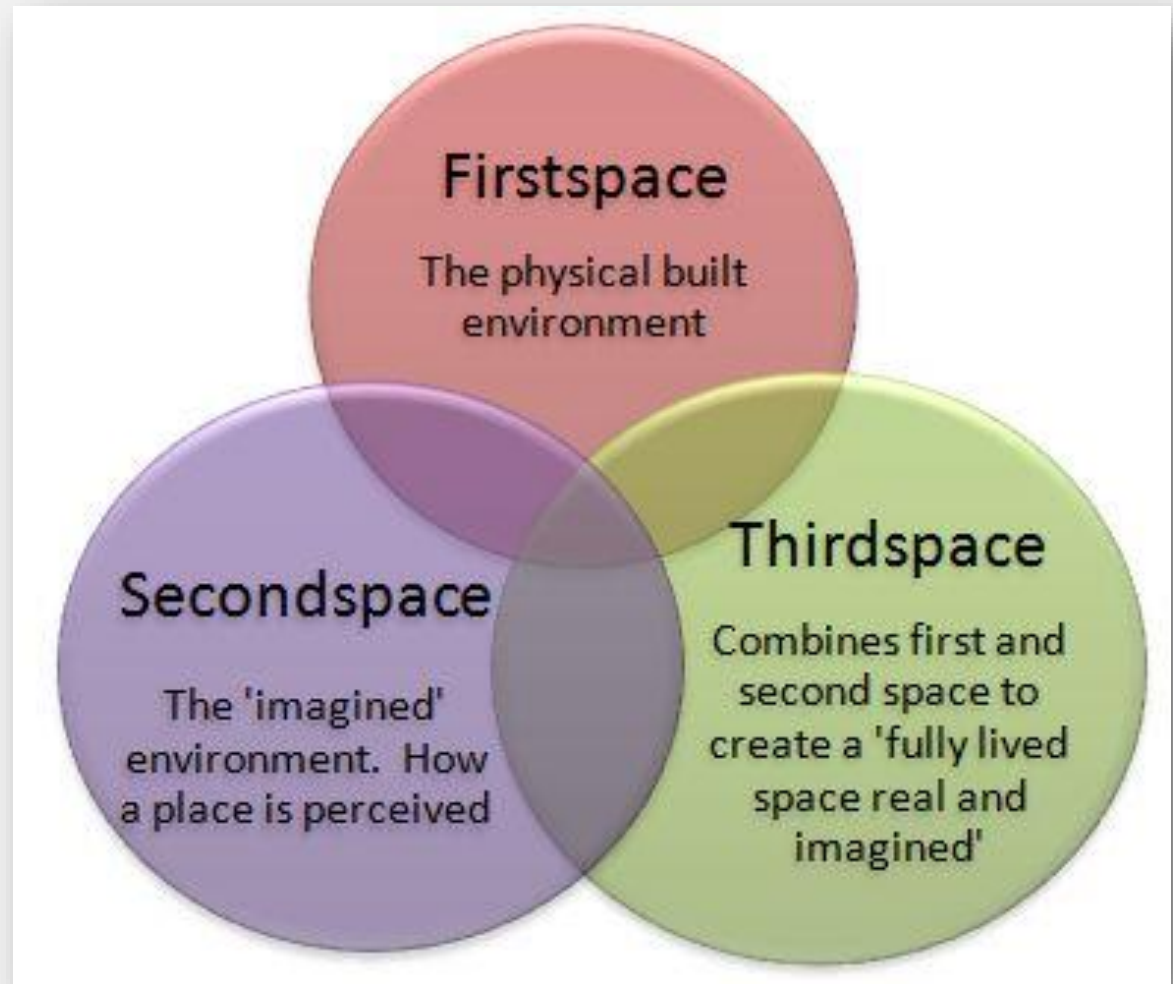 Firstspace
The physical built
environment
Secondspace
The 'imagined'
environment.  How
a place is perceived
Thirdspace
Combines first and
second space to
create a 'fully lived
space real and
imagined'